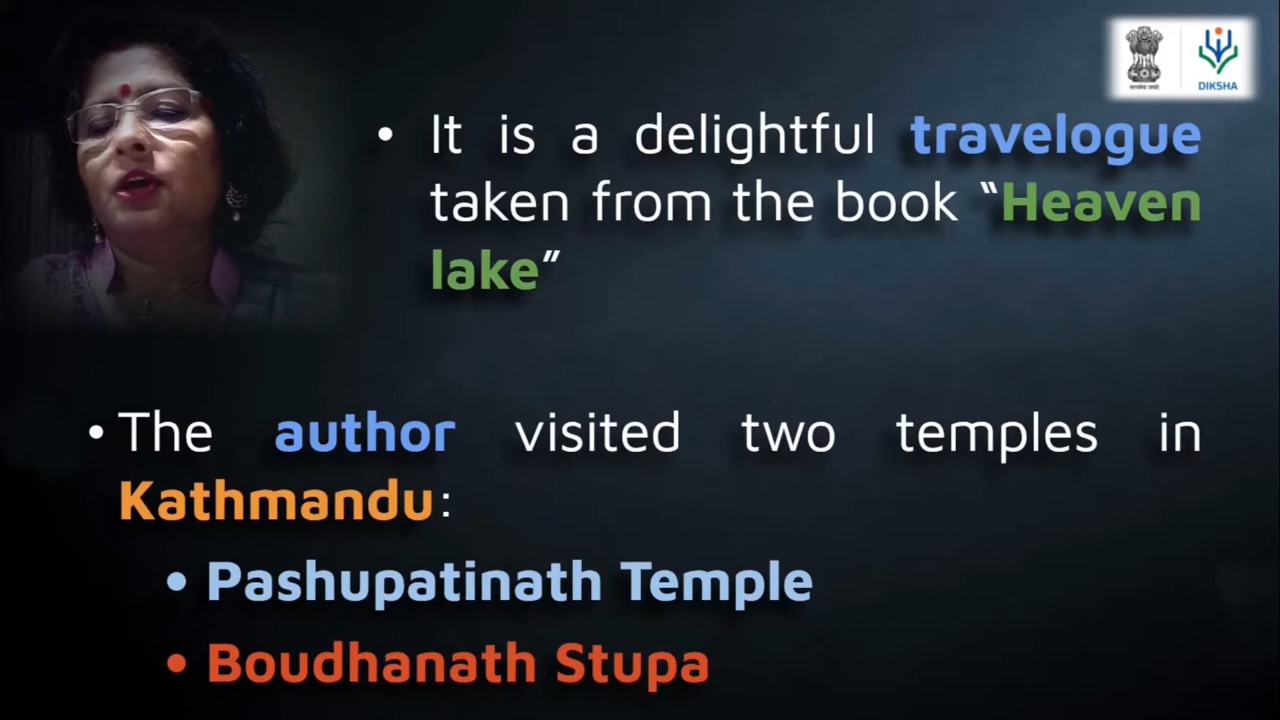 DIKSHA
• It is a delightful travelogue
taken from the book “Heaven
lake”
• The author visited two temples in
Kathmandu:
• Pashupatinath Temple
• Boudhanath Stupa